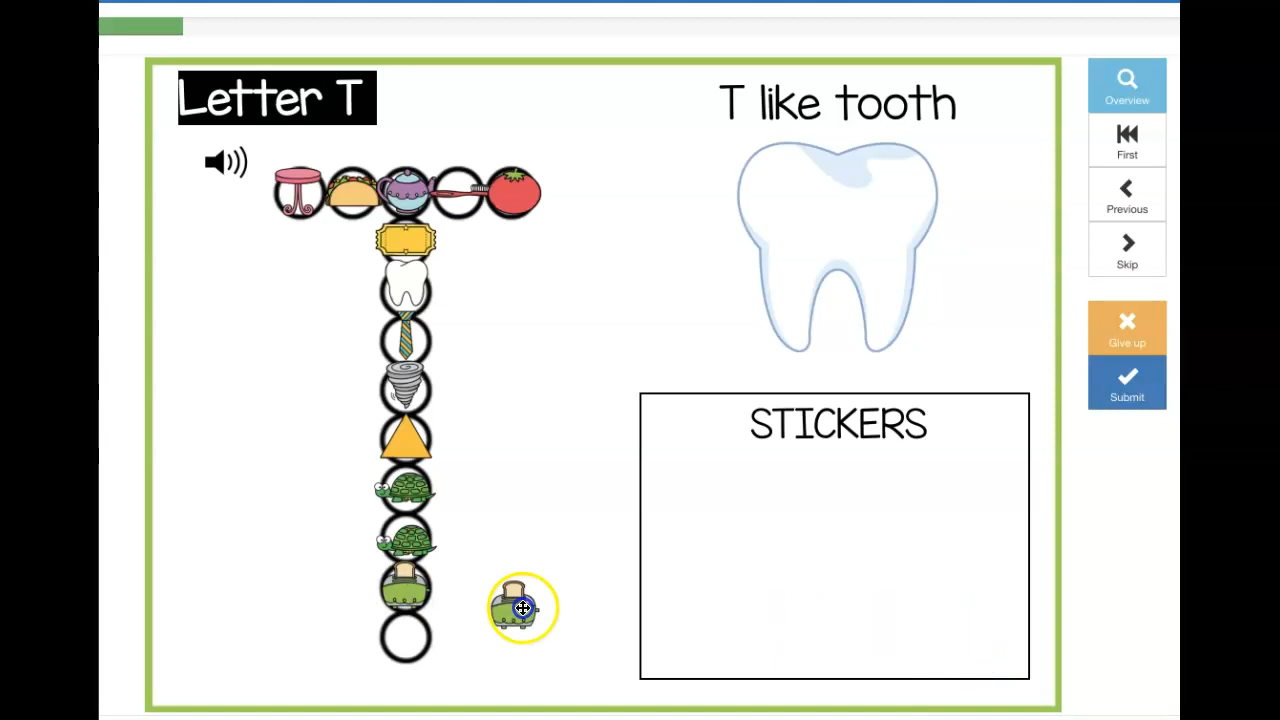 Letter T
T like tooth
STICKERS
Overview
First
Previous
Skip
Give up
Submit